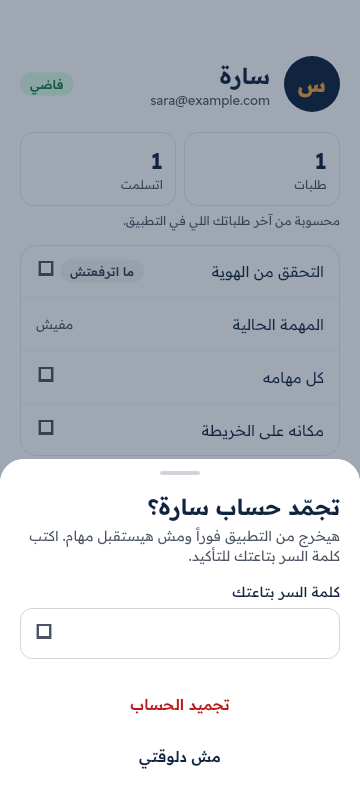 س
سارة
فاضي
sara@example.com
1
طلبات
1
اتسلمت
محسوبة من آخر طلباتك اللي في التطبيق.
التحقق من الهوية
ما اترفعتش
المهمة الحالية
مفيش
كل مهامه
مكانه على الخريطة
تجمّد حساب سارة؟
هيخرج من التطبيق فوراً ومش هيستقبل مهام. اكتب
كلمة السر بتاعتك للتأكيد.
كلمة السر بتاعتك
تجميد الحساب
مش دلوقتي